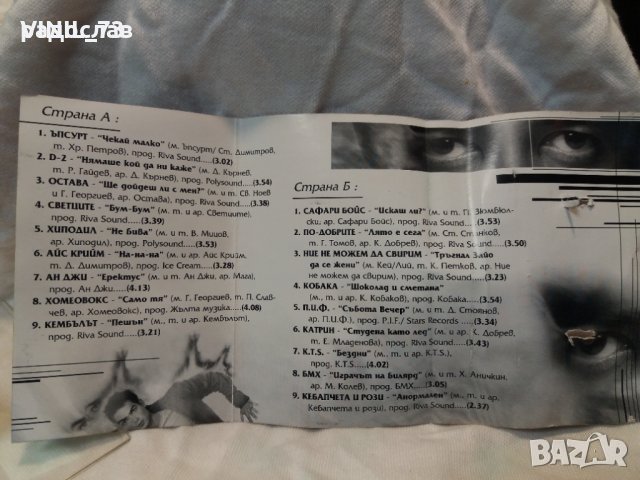 VINH_73
радослав
Страна А :
1. ЪПСУРТ - "Чекай малко" (м. Ъпсурт/ Ст. Димитров,
т. Хр. Петров), прод. Riva Sound.....(3.02)
2. D-2 - "Нямаше кой да ни каже" (м. Д. Кърнев,
т. Р. Гайдев, ар. Д. Кърнев), прод. Polysound.....(3.54)
3. ОСТАВА - "Ще дойдеш ли с мен?" (м. и т. Св. Ноев
и Г. Георгиев, ар. Остава), прод. Riva Sound.....(3.38)
4. СВЕТЦИТЕ - "Бум-Бум" (м. т. и ар. Светците),
прод. Riva Sound.....(3.39)
5. ХИПОДИЛ - "Не бива" (м. и т. В. Мицов,
ар. Хиподил), прод. Polysound.....(3.53)
6. АЙС КРИЙМ - "На-на-на" (м. т. и ар. Айс Крийм,
т. Д. Димитров), прод. Ice Cream.....(3.28)
7. АН ДЖИ - "Еректус" (м. и т. Ан Джи, ар. Мага),
прод. Ан Джи.....(4.13)
8. ХОМЕОВОКС - "Само тя" (м. Г. Георгиев, т. П. Слав-
чев, ар. Хомеовокс), прод. Жълта музика.....(4.08)
9. КЕМБЪЛЪТ - "Пешън" (м. т. и ар. Кембълът),
прод. Riva Sound.....(3.21)
Страна Б :
1. САФАРИ БОЙС - "Искаш ли?" (м. и т. Зюмбюл-
ски, ар. Сафари Бойс), прод. Riva Sound.....(3.53)
2. ПО-ДОБРИТЕ - "Лято е сега" (м. Ст. Стоянков,
т. Г. Томов, ар. К. Добрев), прод. Riva Sound.....(3.50)
3. НИЕ НЕ МОЖЕМ ДА СВИРИМ - "Тръгнал Зайо
да се жени" (м. Кей/Лий, т. К. Петков, ар. Ние
не можем да свирим), прод. Riva Sound.....(3.23)
4. КОБАКА - "Шоколад и сметана"
(м. т. и ар. К. Кобаков), прод. Кобака.....(3.54)
5. П.И.Ф. - "Събота Вечер" (м. и т. Д. Стоянов,
ар. П.И.Ф.), прод. P.I.F./ Stars Records.....(3.34)
6. КАТРИН - "Студена като лед" (м. и ар. К. Добрев,
т. Е. Младенова), прод. Riva Sound.....(3.43)
7. K.T.S. - "Бездни" (м., т. и ар. K.T.S.),
прод. K.T.S.....(4.02)
8. БМХ - "Играчът на Билярд" (м. и т. Х. Аничкин,
ар. М. Колев), прод. БМХ.....(3.05)
9. КЕБАПЧЕТА И РОЗИ - "Анормален" (м., т. и ар.
Кебапчета и рози), прод. Riva Sound.....(2.37)
BAZAR